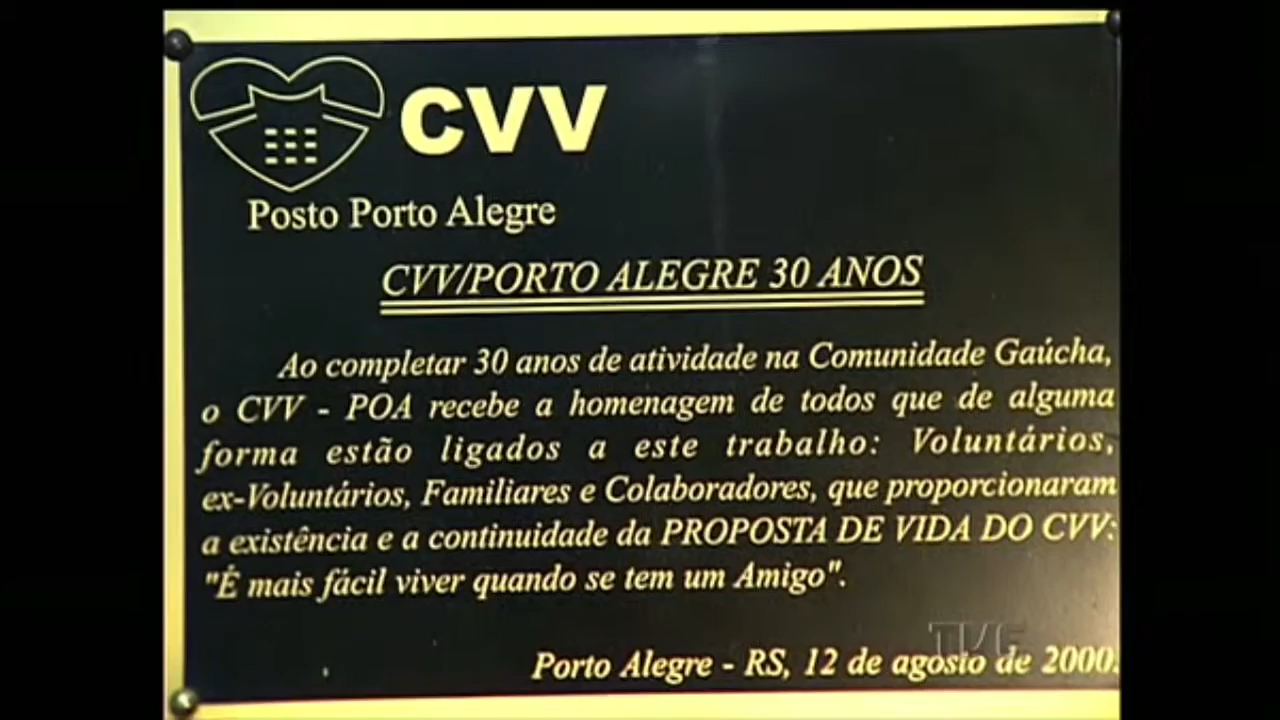 CVV
Posto Porto Alegre
CVV/PORTO ALEGRE 30 ANOS
Ao completar 30 anos de atividade na Comunidade Gaúcha,
o CVV - POA recebe a homenagem de todos que de alguma
forma estão ligados a este trabalho: Voluntários,
ex-Voluntários, Familiares e Colaboradores, que proporcionaram
a existência e a continuidade da PROPOSTA DE VIDA DO CVV:
"É mais fácil viver quando se tem um Amigo".
TVE
Porto Alegre - RS, 12 de agosto de 2000.